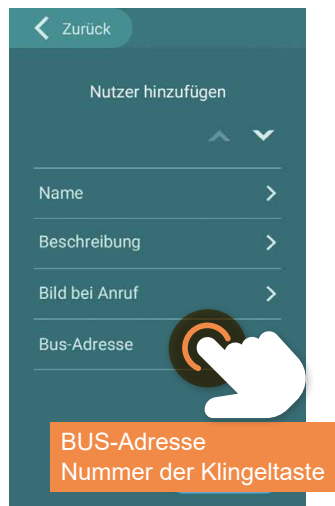 Zurück
Nutzer hinzufügen
Name
Beschreibung
Bild bei Anruf
Bus-Adresse
BUS-Adresse
Nummer der Klingeltaste